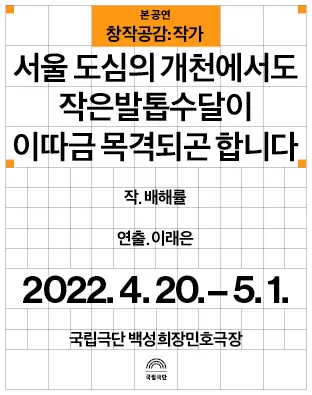 본 공연
창작공감: 작가
서울 도심의 개천에서도
작은발톱수달이
이따금 목격되곤 합니다
작. 배해률
연출. 이래은
2022. 4. 20. – 5. 1.
국립극단 백성희장민호극장
국립극단